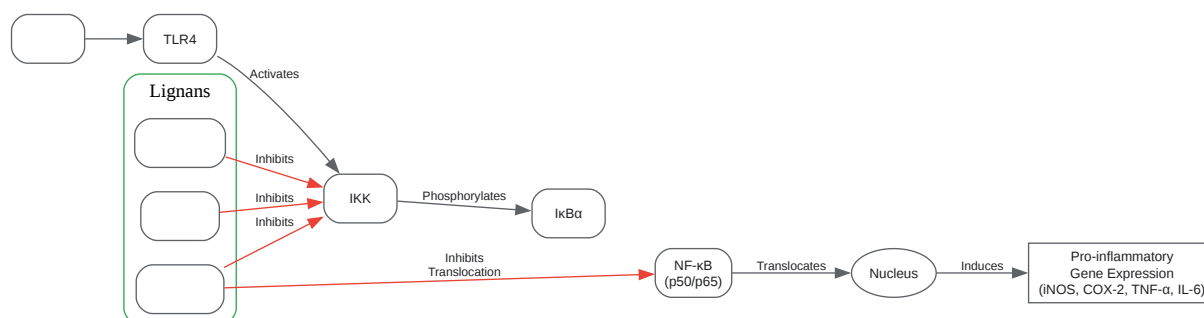 TLR4
Activates
Lignans
Inhibits
Inhibits
Inhibits
IKK
Phosphorylates
IκBα
Inhibits
Translocation
NF-κB
(p50/p65)
Translocates
Nucleus
Induces
Pro-inflammatory
Gene Expression
(iNOS, COX-2, TNF-α, IL-6)